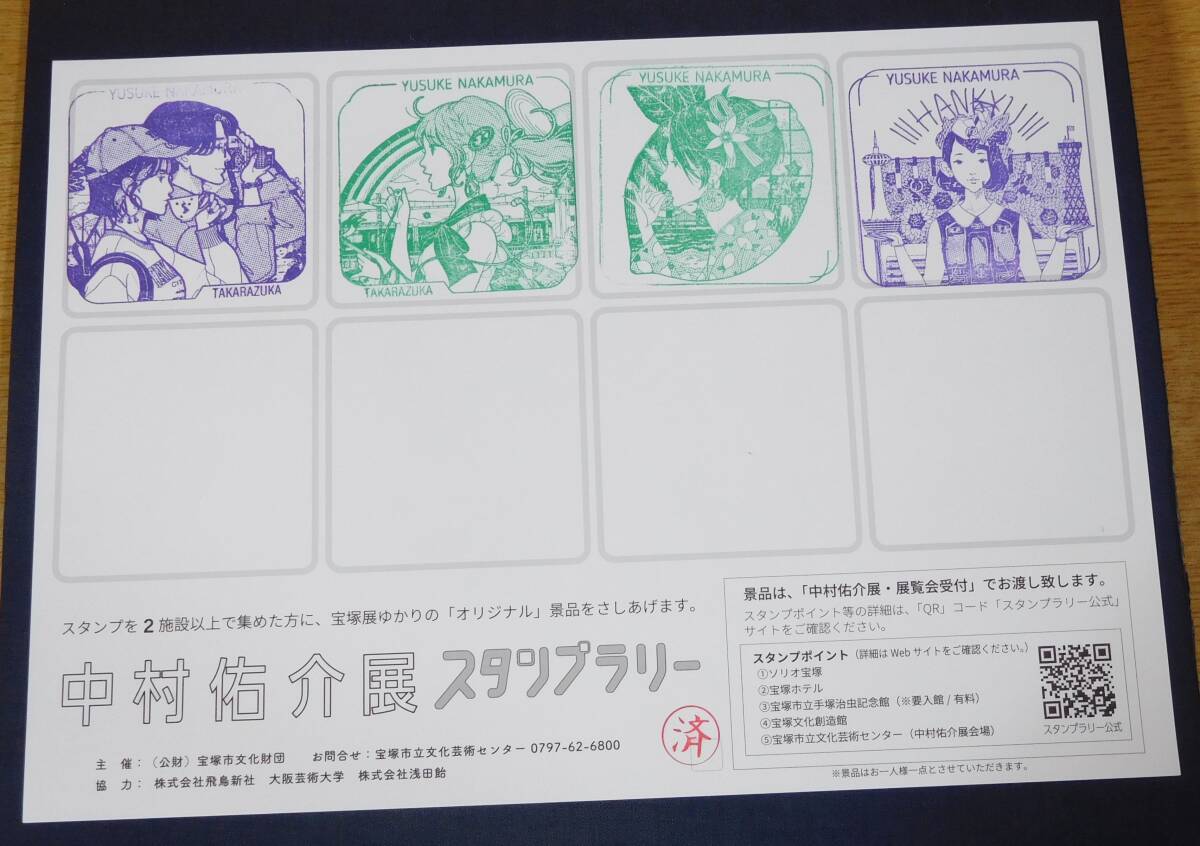 YUSUKE NAKAMURA
TAKARAZUKA
YUSUKE NAKAMURA
TAKARAZUKA
YUSUKE NAKAMURA
YUSUKE NAKAMURA
HANKYU
スタンプを2施設以上で集めた方に、宝塚展ゆかりの「オリジナル」景品をさしあげます。
中村佑介展スタンプラリー
主 催：（公財）宝塚市文化財団 お問合せ：宝塚市立文化芸術センター 0797-62-6800
協 力： 株式会社飛鳥新社 大阪芸術大学 株式会社浅田飴
済
景品は、「中村佑介展・展覧会受付」でお渡し致します。
スタンプポイント等の詳細は、「QR」コード「スタンプラリー公式」
サイトをご確認ください。
スタンプポイント（詳細は Web サイトをご確認ください。）
①ソリオ宝塚
②宝塚ホテル
③宝塚市立手塚治虫記念館（※要入館 / 有料）
④宝塚文化創造館
⑤宝塚市立文化芸術センター（中村佑介展会場）
スタンプラリー公式
※景品はお一人様一点とさせていただきます。